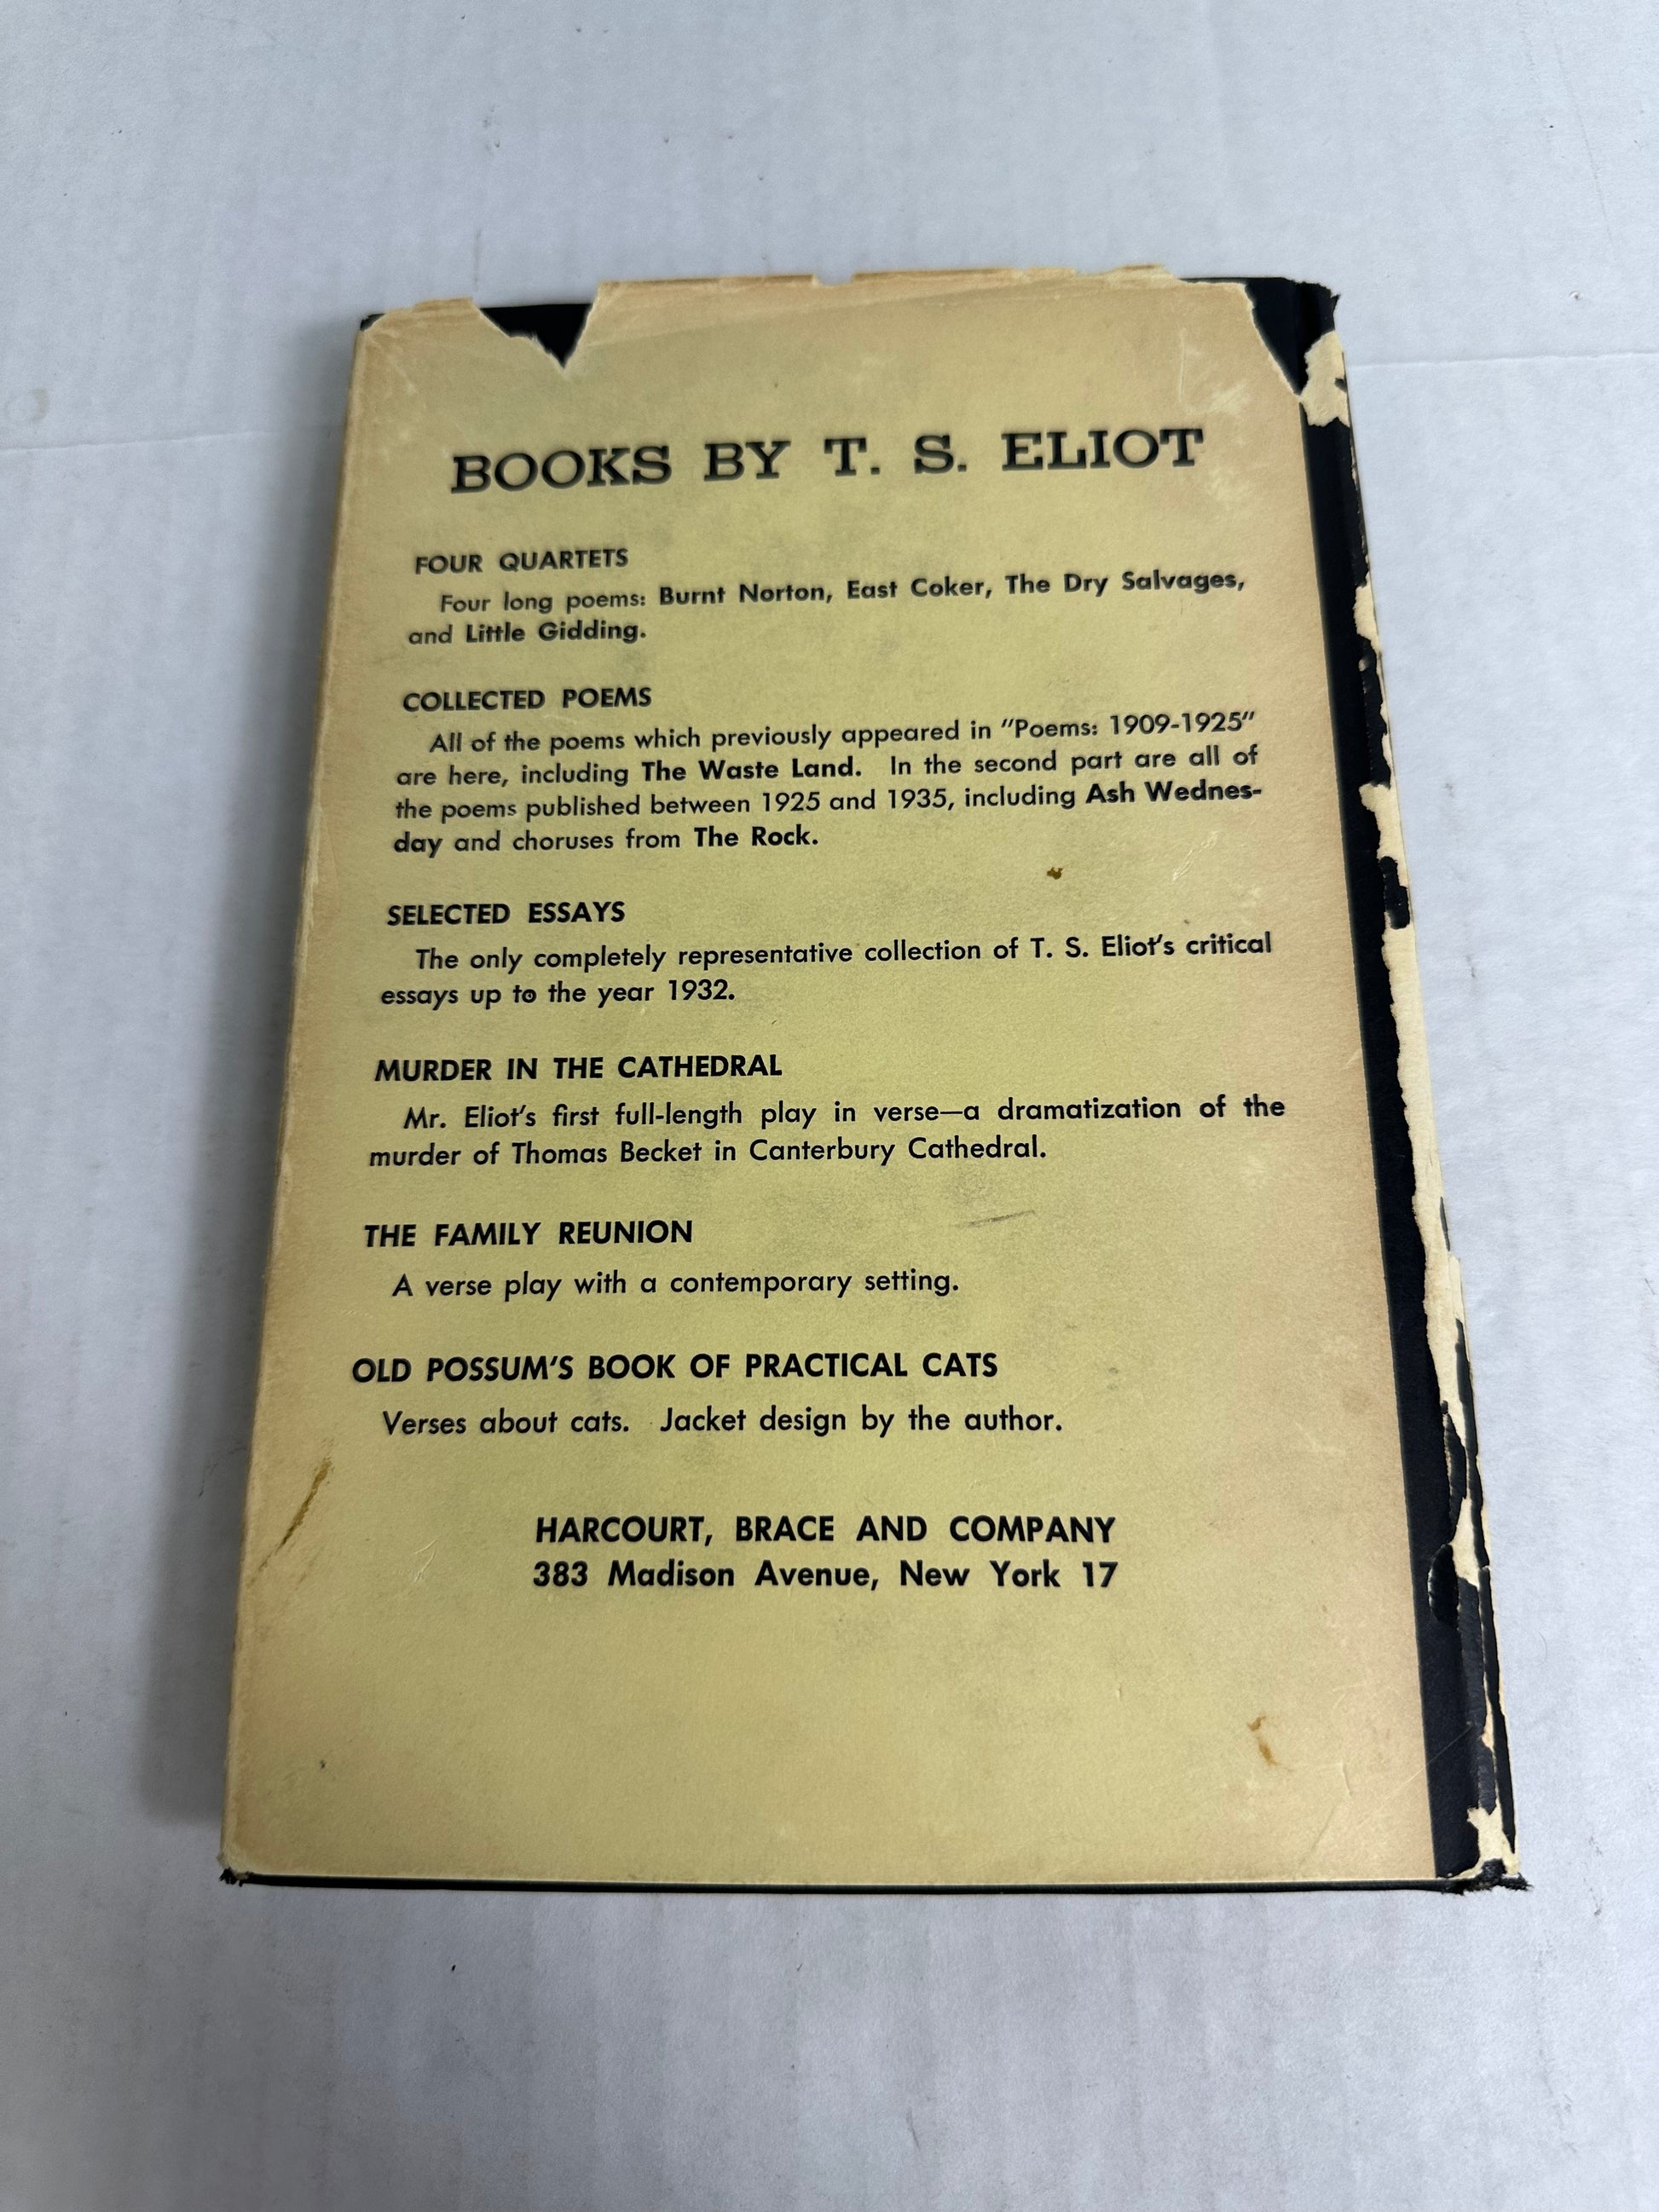 BOOKS BY T. S. ELIOT
FOUR QUARTETS
Four long poems: Burnt Norton, East Coker, The Dry Salvages,
and Little Gidding.
COLLECTED POEMS
All of the poems which previously appeared in "Poems: 1909-1925"
are here, including The Waste Land. In the second part are all of
the poems published between 1925 and 1935, including Ash Wednes-
day and choruses from The Rock.
SELECTED ESSAYS
The only completely representative collection of T. S. Eliot's critical
essays up to the year 1932.
MURDER IN THE CATHEDRAL
Mr. Eliot's first full-length play in verse—a dramatization of the
murder of Thomas Becket in Canterbury Cathedral.
THE FAMILY REUNION
A verse play with a contemporary setting.
OLD POSSUM'S BOOK OF PRACTICAL CATS
Verses about cats. Jacket design by the author.
HARCOURT, BRACE AND COMPANY
383 Madison Avenue, New York 17